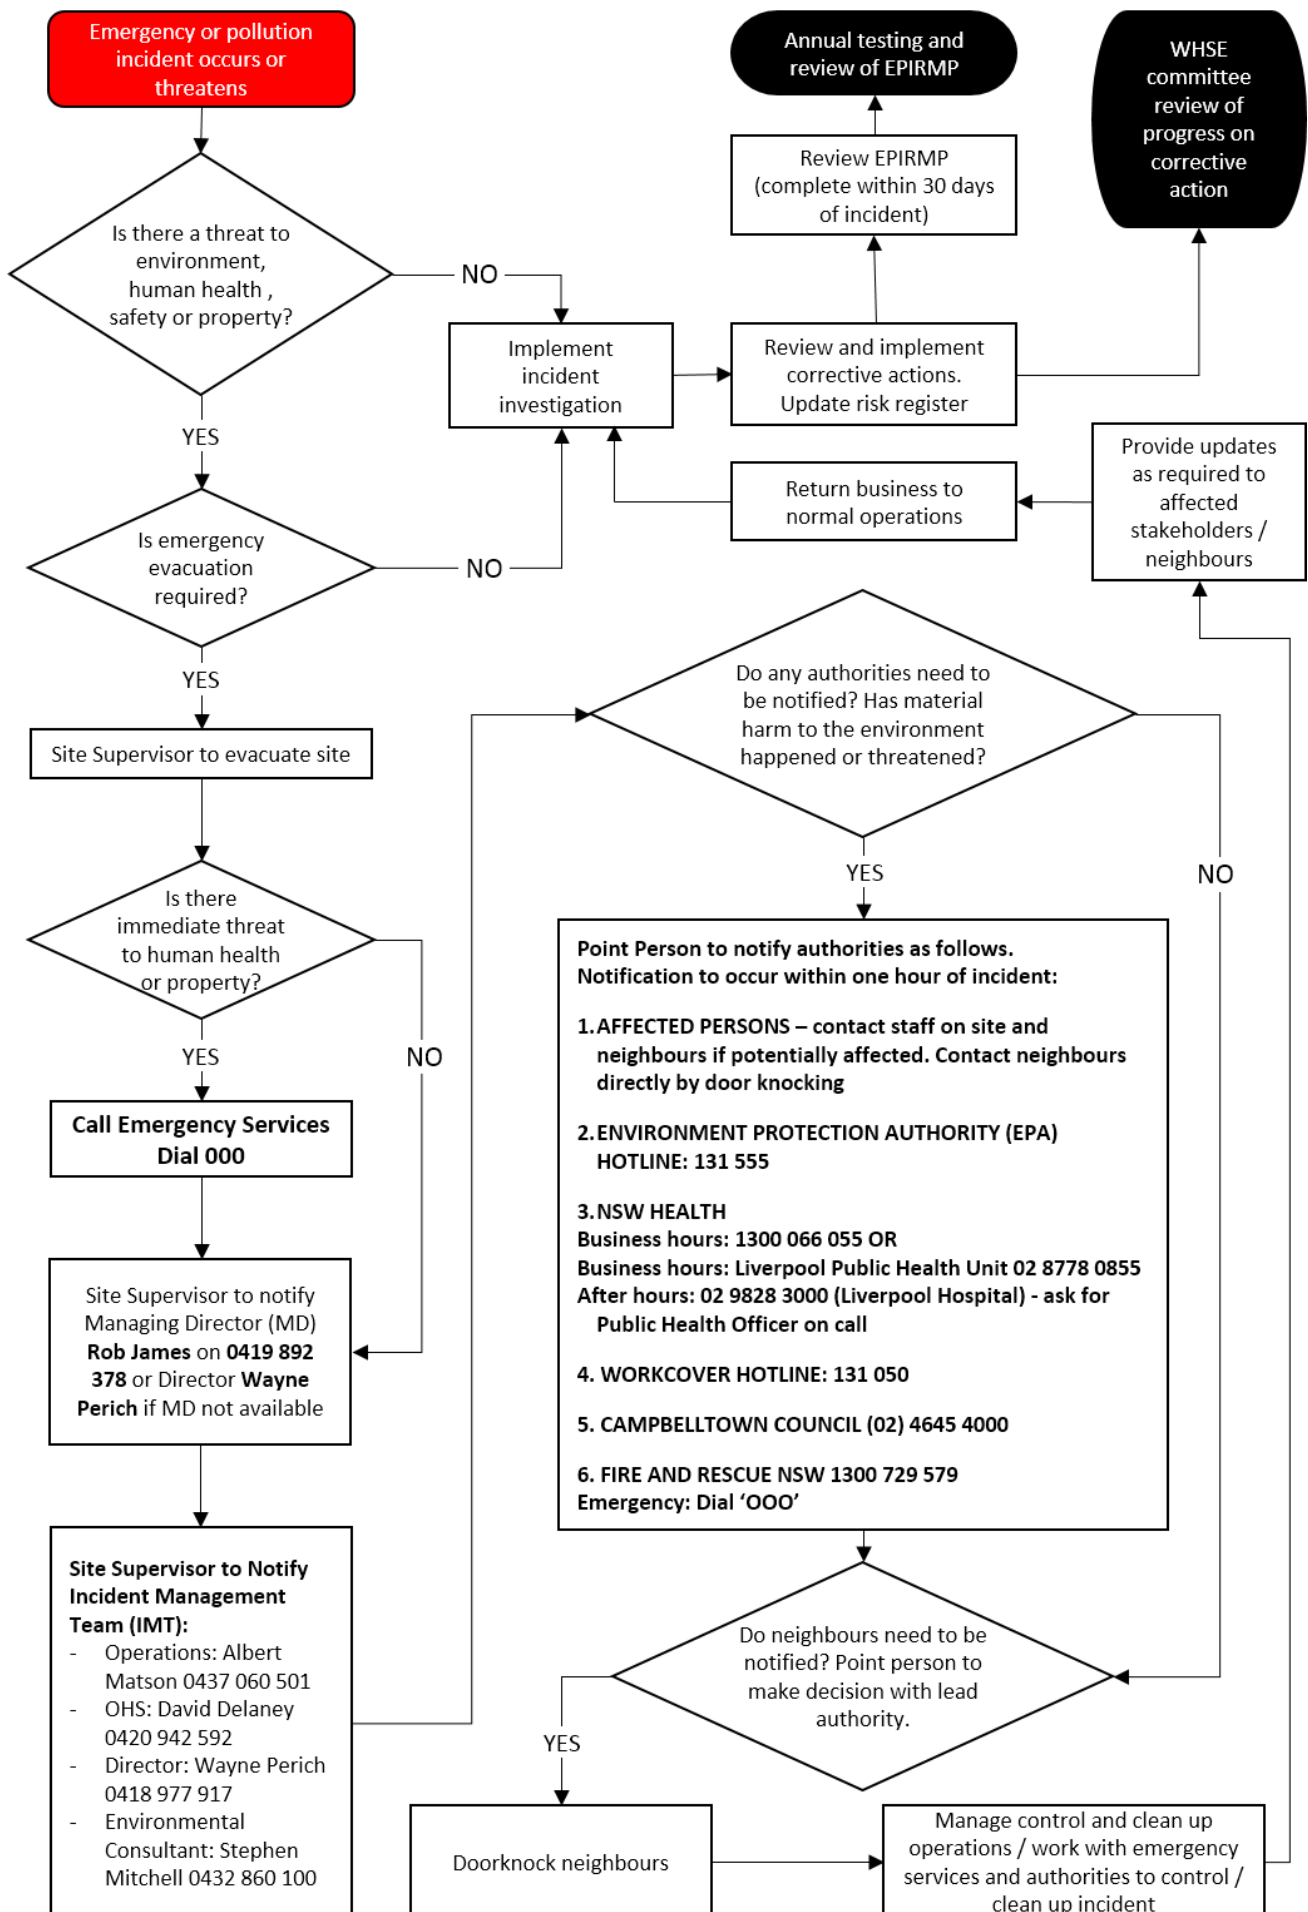 Emergency or pollution
incident occurs or
threatens
Annual testing and
review of EPIRMP
WHSE
committee
review of
progress on
corrective
action
Review EPIRMP
(complete within 30 days
of incident)
Is there a threat to
environment,
human health ,
safety or property?
NO
Implement
incident
investigation
Review and implement
corrective actions.
Update risk register
YES
Provide updates
as required to
affected
stakeholders /
neighbours
Return business to
normal operations
Is emergency
evacuation
required?
NO
YES
Do any authorities need to
be notified? Has material
harm to the environment
happened or threatened?
Site Supervisor to evacuate site
YES
NO
Is there
immediate threat
to human health
or property?
YES
NO
Point Person to notify authorities as follows.
Notification to occur within one hour of incident:
1. AFFECTED PERSONS – contact staff on site and
neighbours if potentially affected. Contact neighbours
directly by door knocking
2. ENVIRONMENT PROTECTION AUTHORITY (EPA)
HOTLINE: 131 555
3. NSW HEALTH
Business hours: 1300 066 055 OR
Business hours: Liverpool Public Health Unit 02 8778 0855
After hours: 02 9828 3000 (Liverpool Hospital) - ask for
Public Health Officer on call
4. WORKCOVER HOTLINE: 131 050
5. CAMPBELLTOWN COUNCIL (02) 4645 4000
6. FIRE AND RESCUE NSW 1300 729 579
Emergency: Dial ‘OOO’
Call Emergency Services
Dial 000
Site Supervisor to notify
Managing Director (MD)
Rob James on 0419 892
378 or Director Wayne
Perich if MD not available
Site Supervisor to Notify
Incident Management
Team (IMT):
- Operations: Albert
Matson 0437 060 501
- OHS: David Delaney
0420 942 592
- Director: Wayne Perich
0418 977 917
- Environmental
Consultant: Stephen
Mitchell 0432 860 100
Do neighbours need to be
notified? Point person to
make decision with lead
authority.
YES
Doorknock neighbours
Manage control and clean up
operations / work with emergency
services and authorities to control /
clean up incident